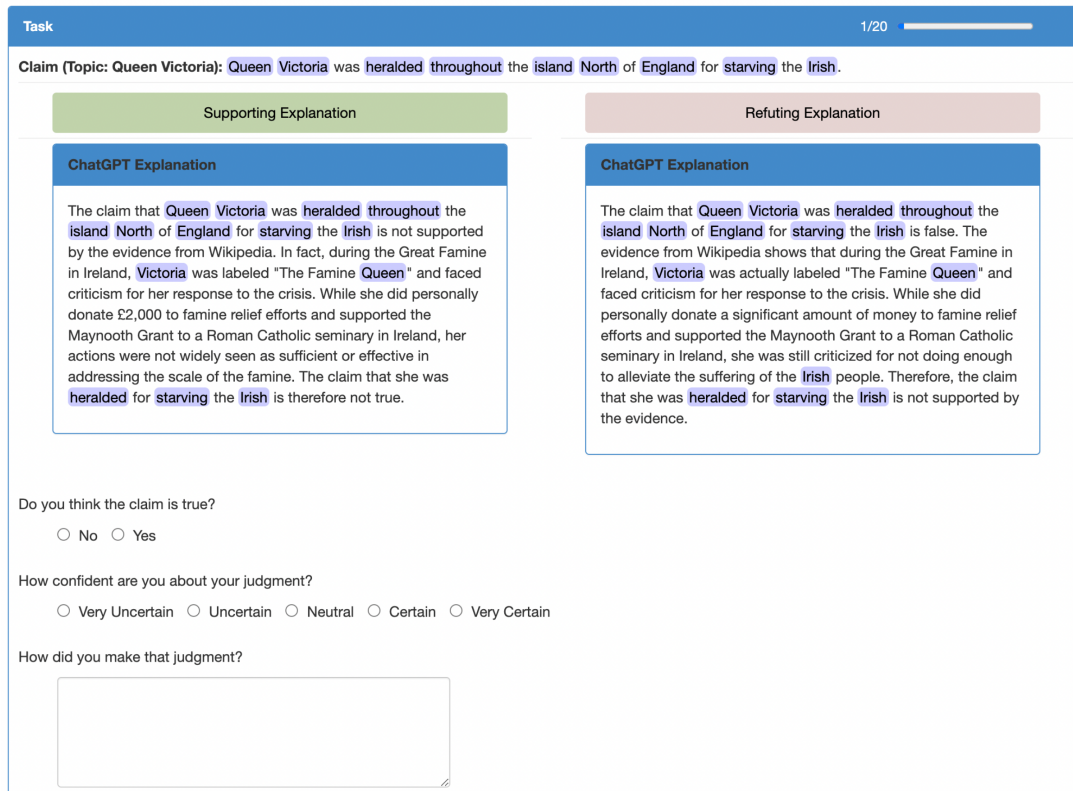 Task
1/20
Claim (Topic: Queen Victoria): Queen Victoria was heralded throughout the island North of England for starving the Irish.
Supporting Explanation
ChatGPT Explanation
The claim that Queen Victoria was heralded throughout the
island North of England for starving the Irish is not supported
by the evidence from Wikipedia. In fact, during the Great Famine
in Ireland, Victoria was labeled "The Famine Queen" and faced
criticism for her response to the crisis. While she did personally
donate £2,000 to famine relief efforts and supported the
Maynooth Grant to a Roman Catholic seminary in Ireland, her
actions were not widely seen as sufficient or effective in
addressing the scale of the famine. The claim that she was
heralded for starving the Irish is therefore not true.
Refuting Explanation
ChatGPT Explanation
The claim that Queen Victoria was heralded throughout the
island North of England for starving the Irish is false. The
evidence from Wikipedia shows that during the Great Famine in
Ireland, Victoria was actually labeled "The Famine Queen" and
faced criticism for her response to the crisis. While she did
personally donate a significant amount of money to famine relief
efforts and supported the Maynooth Grant to a Roman Catholic
seminary in Ireland, she was still criticized for not doing enough
to alleviate the suffering of the Irish people. Therefore, the claim
that she was heralded for starving the Irish is not supported by
the evidence.
Do you think the claim is true?
No Yes
How confident are you about your judgment?
Very Uncertain Uncertain Neutral Certain Very Certain
How did you make that judgment?